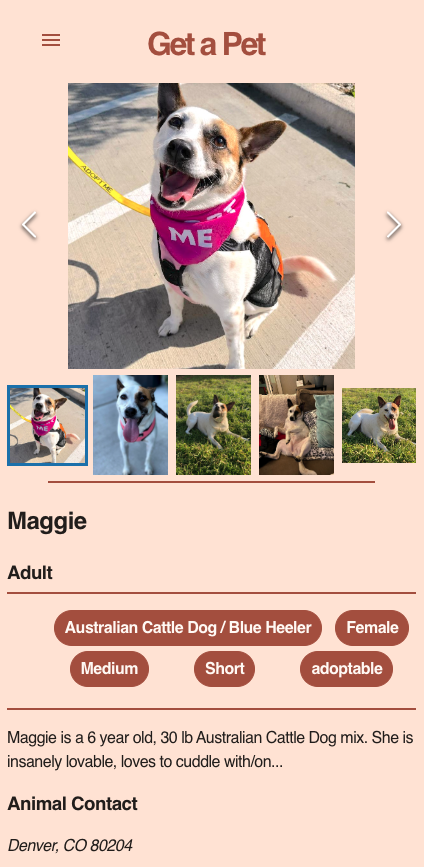 Get a Pet
ADOPT ME
ME
Maggie
Adult
Australian Cattle Dog / Blue Heeler
Female
Medium
Short
adoptable
Maggie is a 6 year old, 30 lb Australian Cattle Dog mix. She is
insanely lovable, loves to cuddle with/on...
Animal Contact
Denver, CO 80204